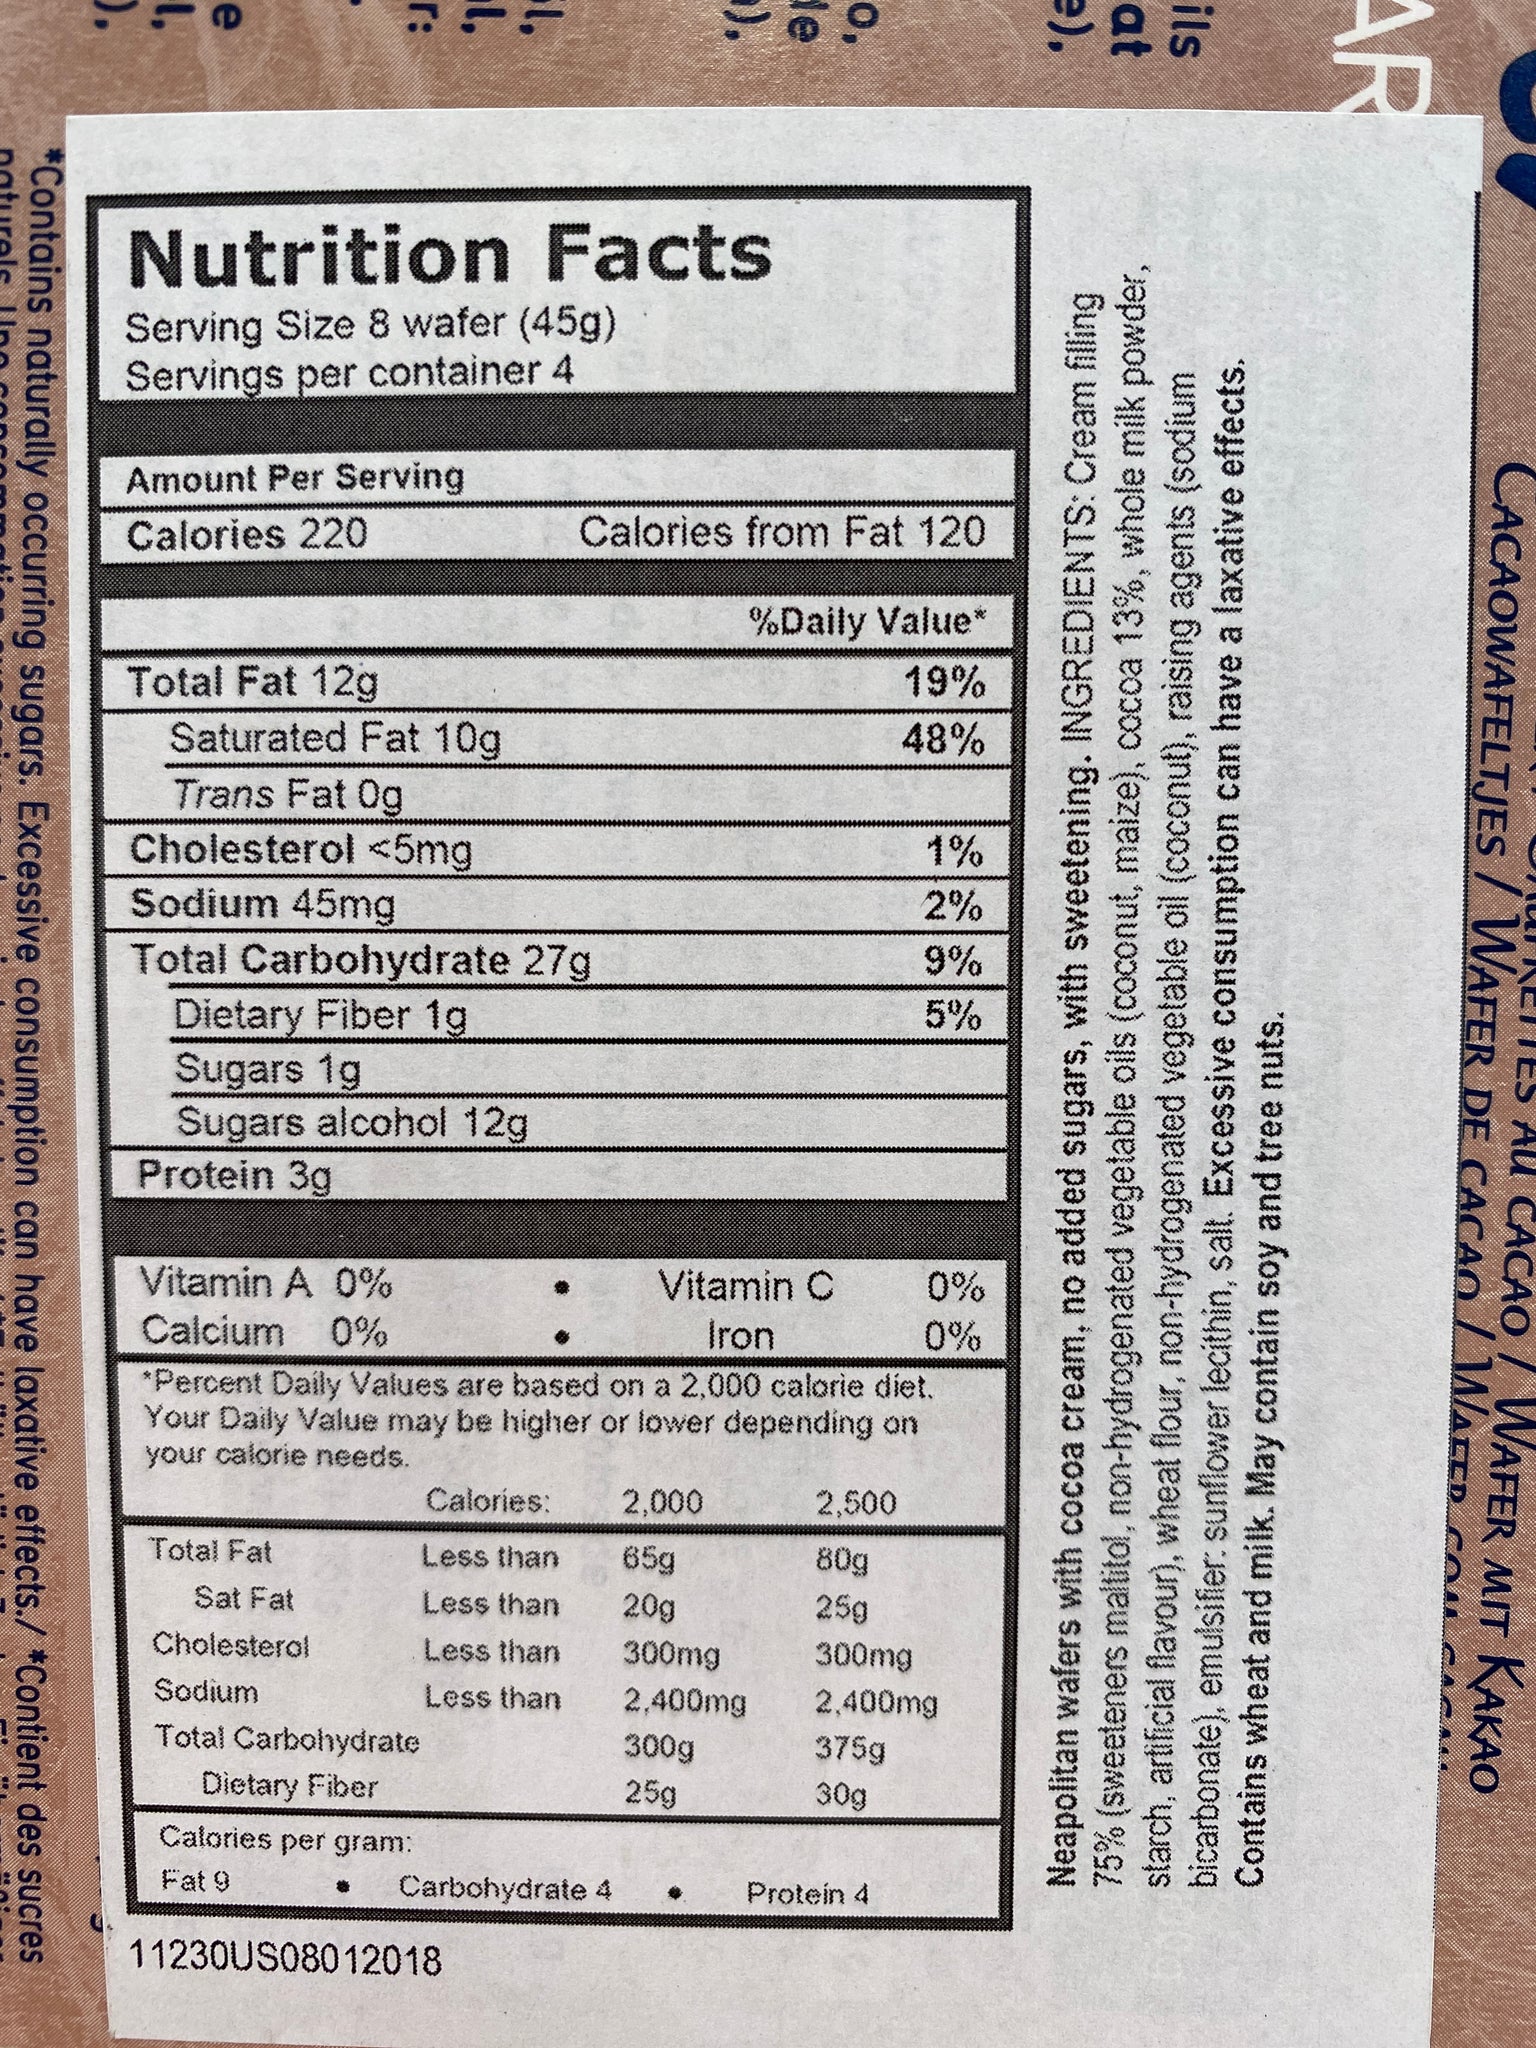 Nutrition Facts
Serving Size 8 wafer (45g)
Servings per container 4
Amount Per Serving
Calories 220 Calories from Fat 120
%Daily Value*
Total Fat 12g 19%
Saturated Fat 10g 48%
Trans Fat 0g
Cholesterol <5mg 1%
Sodium 45mg 2%
Total Carbohydrate 27g 9%
Dietary Fiber 1g 5%
Sugars 1g
Sugars alcohol 12g
Protein 3g
Vitamin A 0% • Vitamin C 0%
Calcium 0% • Iron 0%
*Percent Daily Values are based on a 2,000 calorie diet.
Your Daily Value may be higher or lower depending on
your calorie needs.
Calories: 2,000 2,500
Total Fat Less than 65g 80g
Sat Fat Less than 20g 25g
Cholesterol Less than 300mg 300mg
Sodium Less than 2,400mg 2,400mg
Total Carbohydrate 300g 375g
Dietary Fiber 25g 30g
Calories per gram:
Fat 9 • Carbohydrate 4 • Protein 4
11230US08012018
Neapolitan wafers with cocoa cream, no added sugars, with sweetening. INGREDIENTS: Cream filling
75% (sweeteners maltitol, non-hydrogenated vegetable oils (coconut, maize), cocoa 13%, whole milk powder,
starch, artificial flavour), wheat flour, non-hydrogenated vegetable oil (coconut), raising agents (sodium
bicarbonate), emulsifier: sunflower lecithin, salt. Excessive consumption can have a laxative effects.
Contains wheat and milk. May contain soy and tree nuts.
*Contains naturally occurring sugars. Excessive consumption can have laxative effects./ *Contient des sucres
AU CACAO / WAFER MIT KAKAO
CACAOWAFELTJES / WAFER DE CACAO / WAFER
ils
at
AR